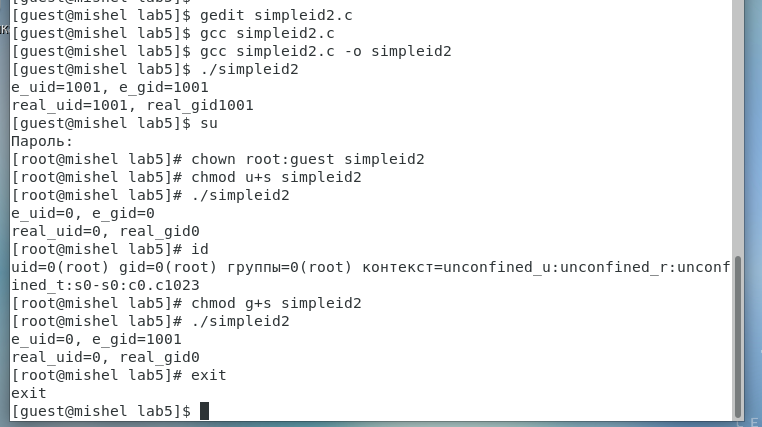 [guest@mishel lab5]$ gedit simpleid2.c
[guest@mishel lab5]$ gcc simpleid2.c
[guest@mishel lab5]$ gcc simpleid2.c -o simpleid2
[guest@mishel lab5]$ ./simpleid2
e_uid=1001, e_gid=1001
real_uid=1001, real_gid1001
[guest@mishel lab5]$ su
Пароль:
[root@mishel lab5]# chown root:guest simpleid2
[root@mishel lab5]# chmod u+s simpleid2
[root@mishel lab5]# ./simpleid2
e_uid=0, e_gid=0
real_uid=0, real_gid0
[root@mishel lab5]# id
uid=0(root) gid=0(root) группы=0(root) контекст=unconfined_u:unconfined_r:unconf
ined_t:s0-s0:c0.c1023
[root@mishel lab5]# chmod g+s simpleid2
[root@mishel lab5]# ./simpleid2
e_uid=0, e_gid=1001
real_uid=0, real_gid0
[root@mishel lab5]# exit
exit
[guest@mishel lab5]$